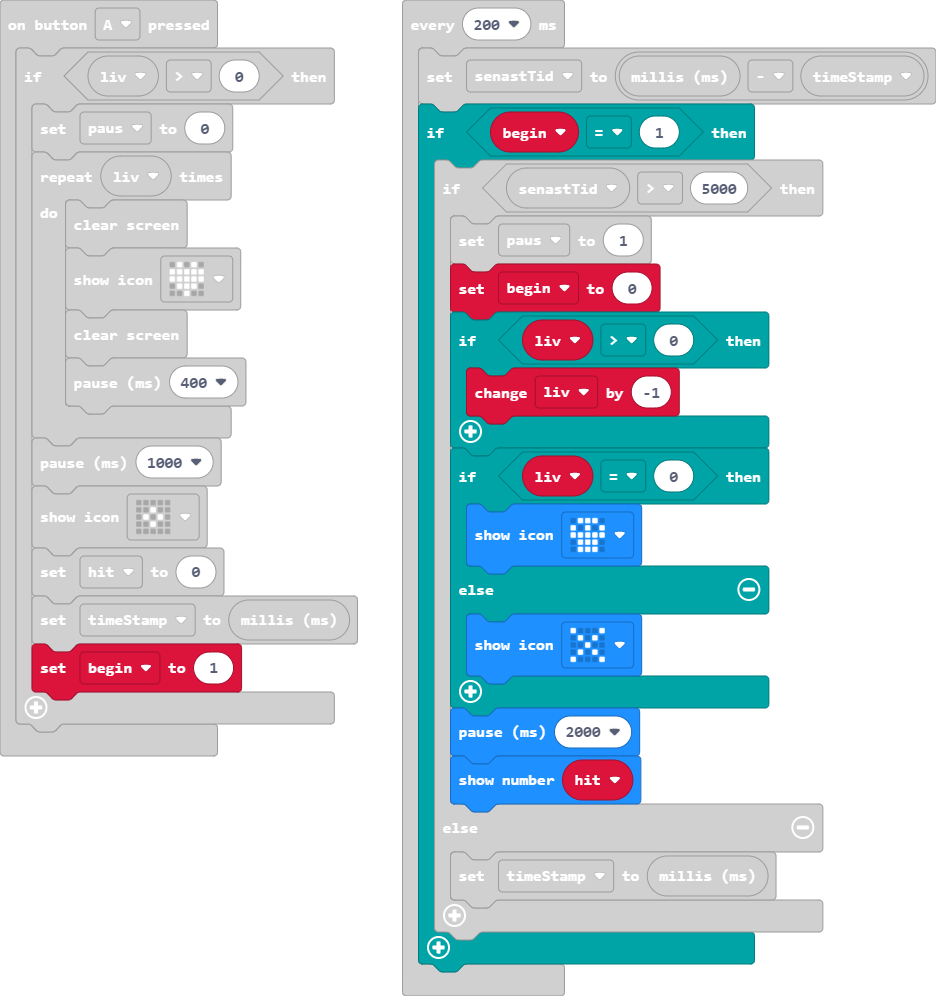 on button A pressed
if liv > 0 then
set paus to 0
repeat liv times
do
clear screen
show icon
clear screen
pause (ms) 400
pause (ms) 1000
show icon
set hit to 0
set timeStamp to millis (ms)
set begin to 1
every 200 ms
set senastTid to millis (ms) - timeStamp
if begin = 1 then
if senastTid > 5000 then
set paus to 1
set begin to 0
if liv > 0 then
change liv by -1
if liv = 0 then
show icon
else
show icon
pause (ms) 2000
show number hit
else
set timeStamp to millis (ms)